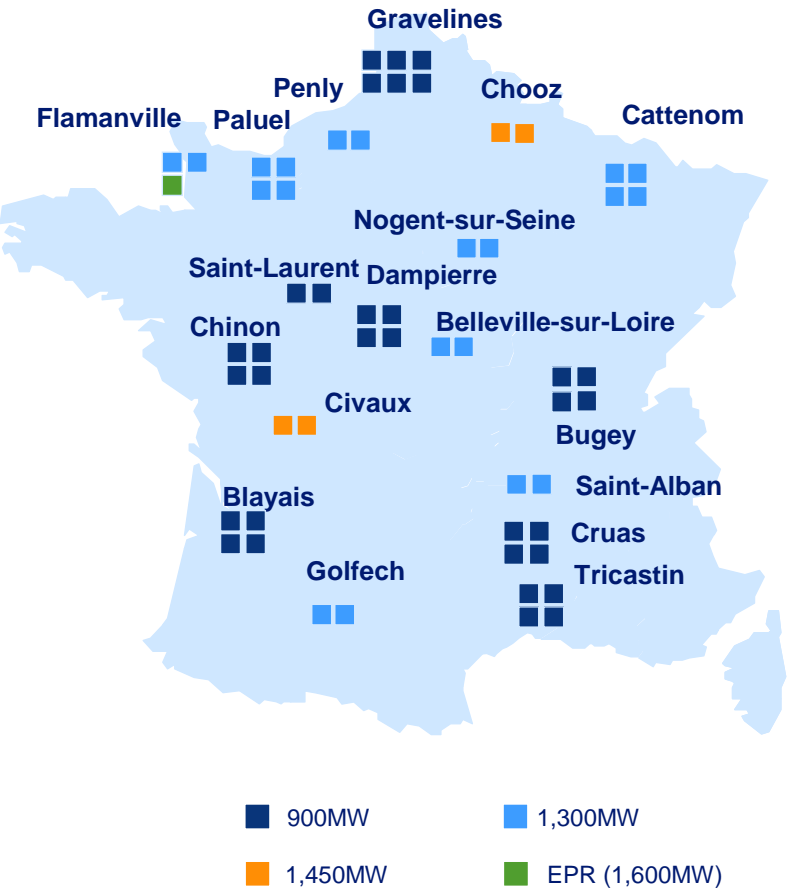 Gravelines
Penly
Chooz
Flamanville
Paluel
Cattenom
Nogent-sur-Seine
Saint-Laurent
Dampierre
Chinon
Belleville-sur-Loire
Civaux
Bugey
Saint-Alban
Blayais
Cruas
Golfech
Tricastin
900MW
1,300MW
1,450MW
EPR (1,600MW)